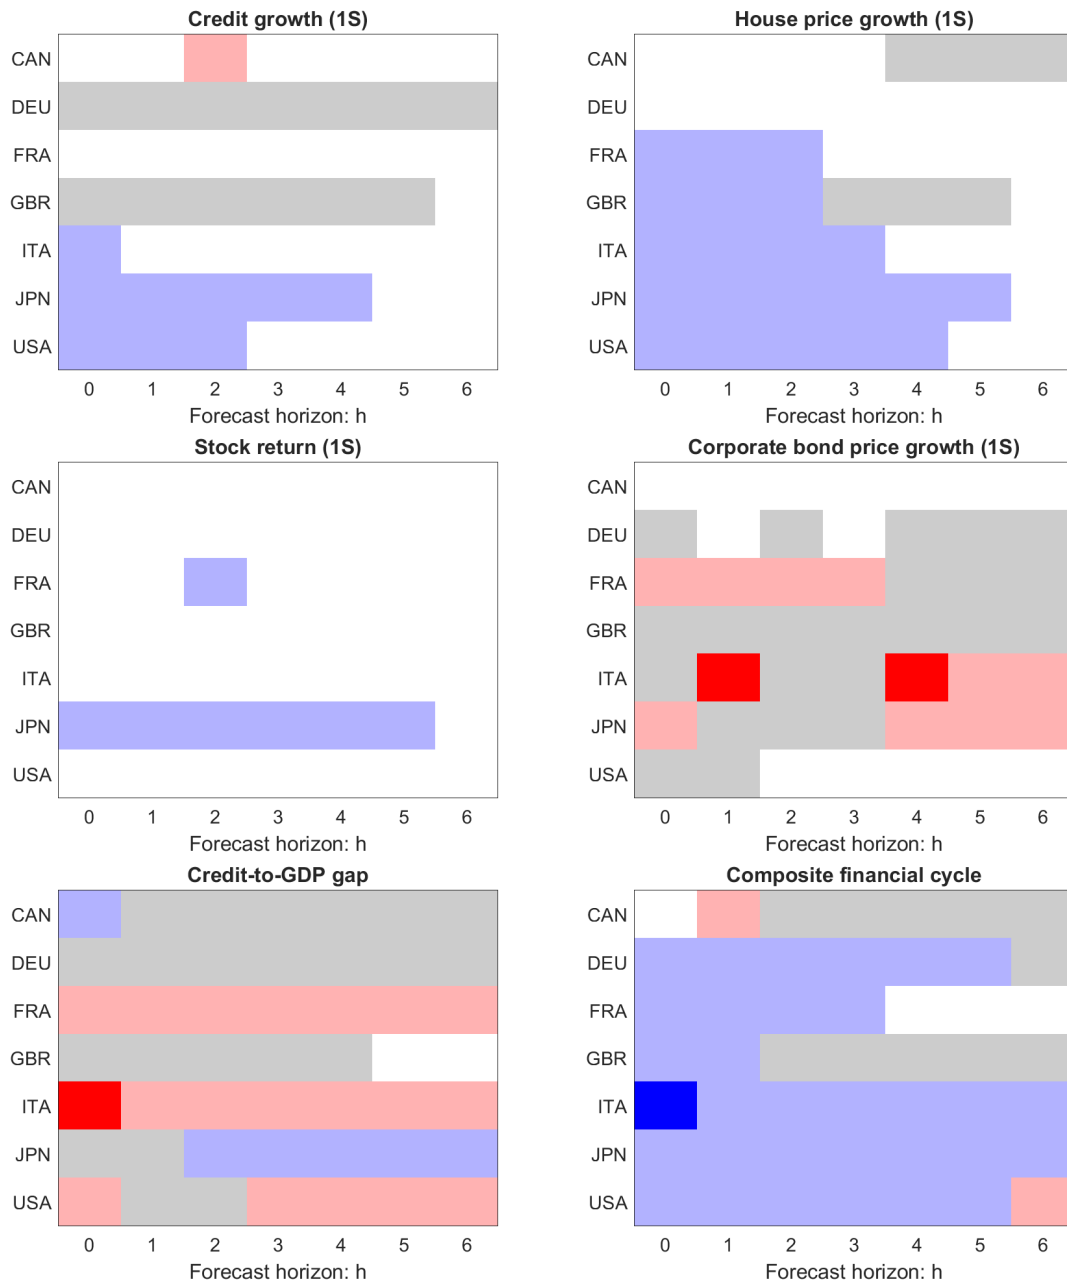 Credit growth (1S)
CAN
DEU
FRA
GBR
ITA
JPN
USA
0 1 2 3 4 5 6
Forecast horizon: h
House price growth (1S)
CAN
DEU
FRA
GBR
ITA
JPN
USA
0 1 2 3 4 5 6
Forecast horizon: h
Stock return (1S)
CAN
DEU
FRA
GBR
ITA
JPN
USA
0 1 2 3 4 5 6
Forecast horizon: h
Corporate bond price growth (1S)
CAN
DEU
FRA
GBR
ITA
JPN
USA
0 1 2 3 4 5 6
Forecast horizon: h
Credit-to-GDP gap
CAN
DEU
FRA
GBR
ITA
JPN
USA
0 1 2 3 4 5 6
Forecast horizon: h
Composite financial cycle
CAN
DEU
FRA
GBR
ITA
JPN
USA
0 1 2 3 4 5 6
Forecast horizon: h